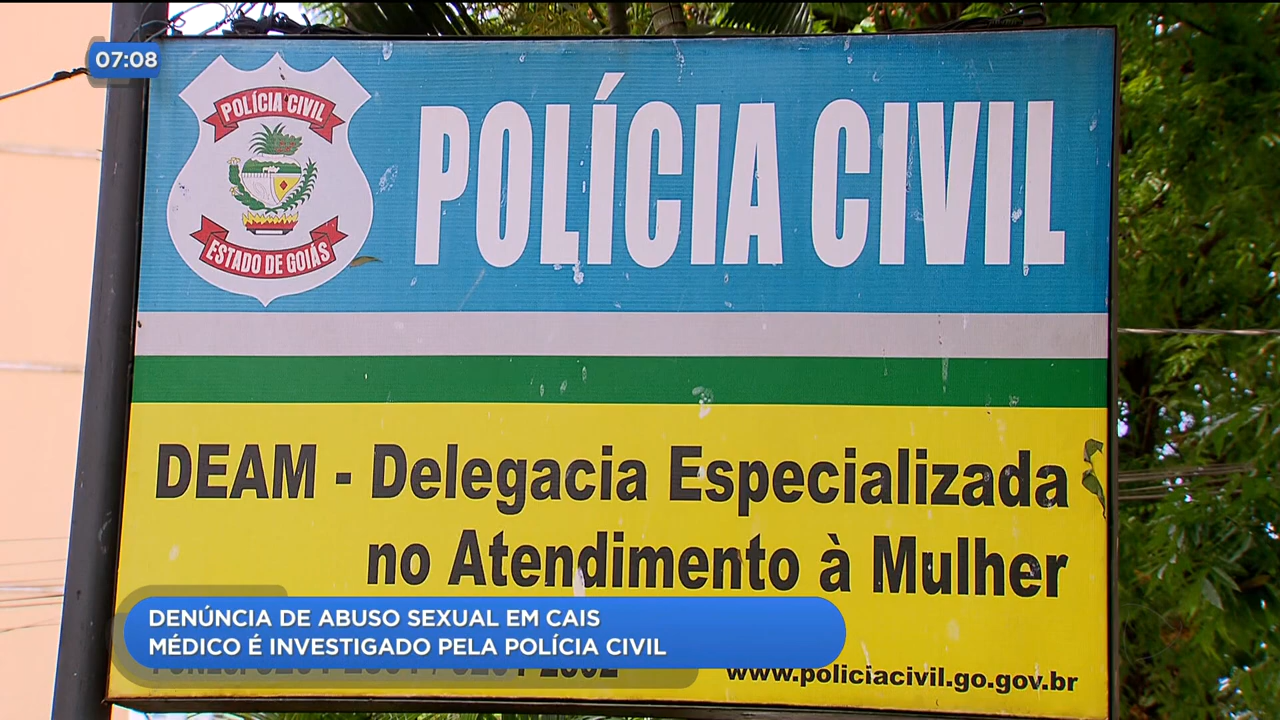 07:08
POLÍCIA CIVIL
ESTADO DE GOIÁS
POLÍCIA CIVIL
DEAM - Delegacia Especializada
no Atendimento à Mulher
DENÚNCIA DE ABUSO SEXUAL EM CAIS
MÉDICO É INVESTIGADO PELA POLÍCIA CIVIL
www.policiacivil.go.gov.br